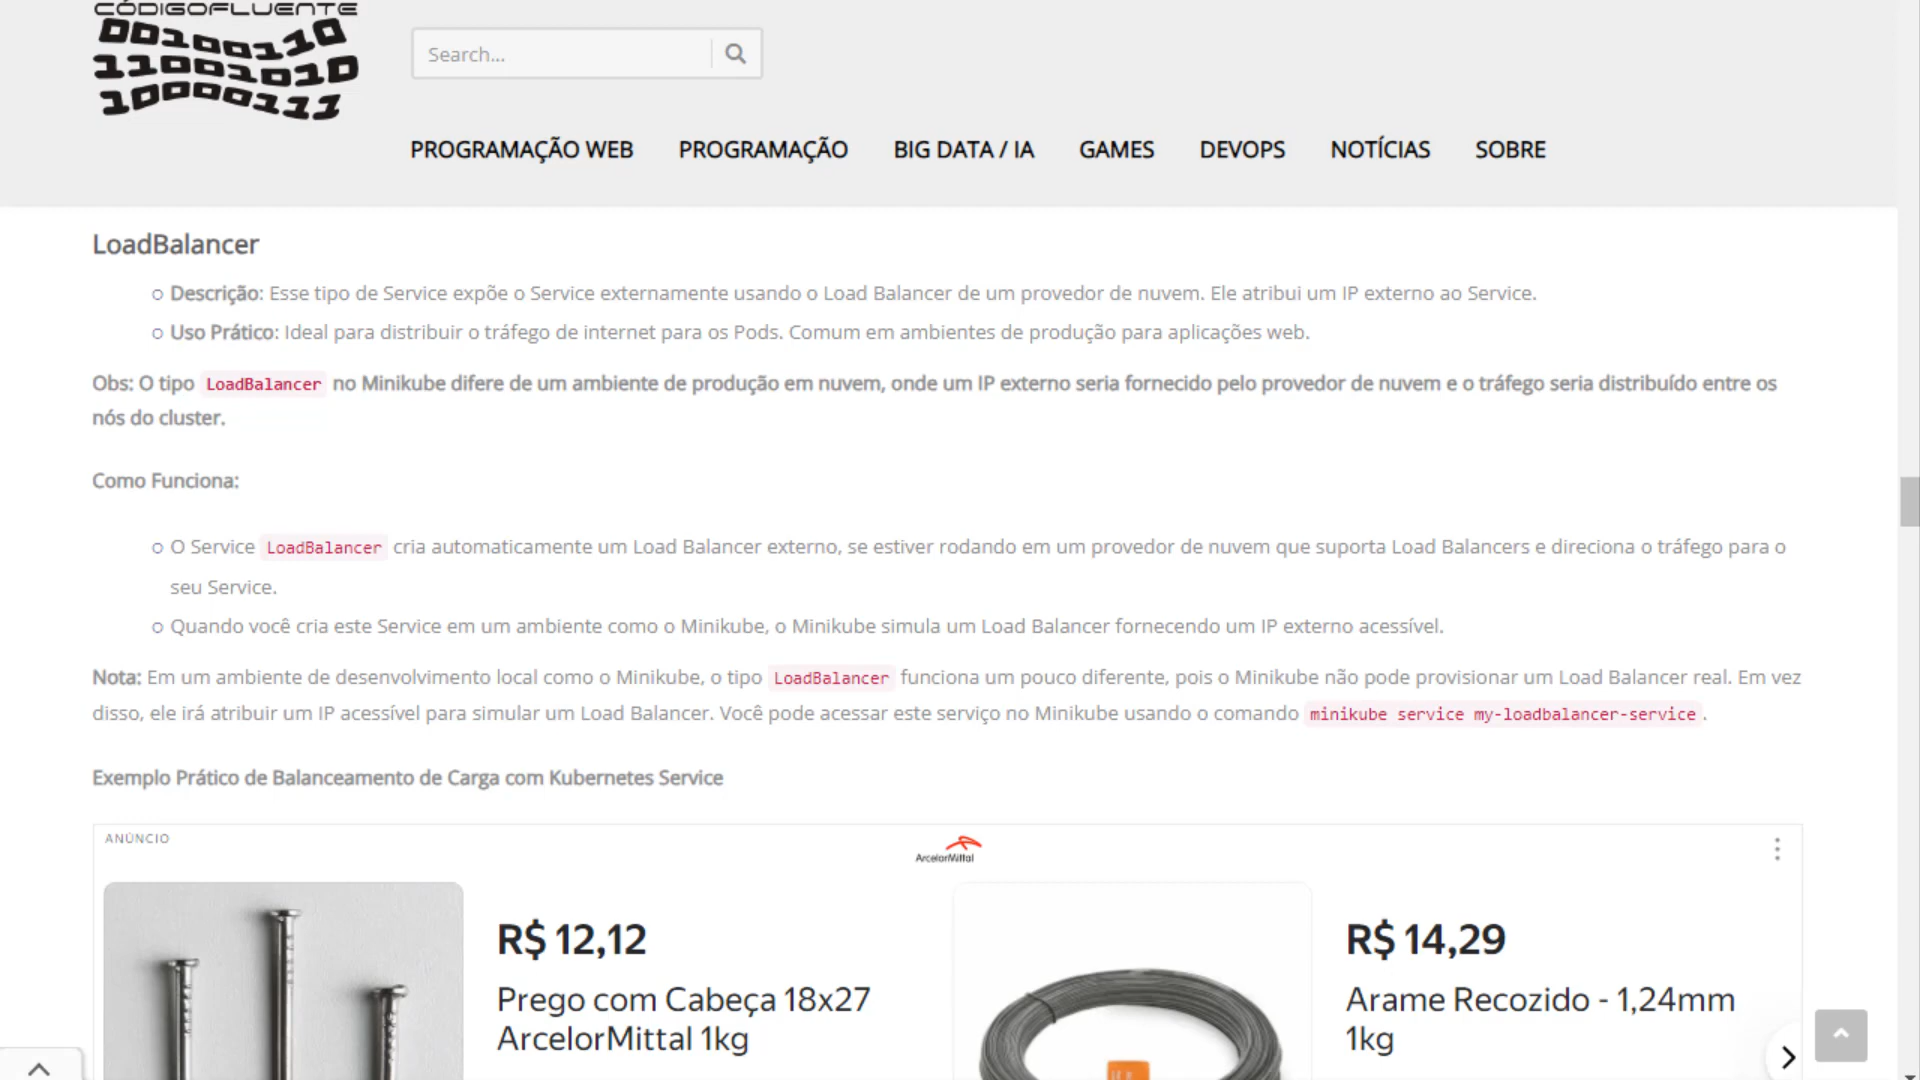 CÓDIGOFLUENTE
00100110
11001010
10000111
Search...
PROGRAMAÇÃO WEB PROGRAMAÇÃO BIG DATA / IA GAMES DEVOPS NOTÍCIAS SOBRE
LoadBalancer
Descrição: Esse tipo de Service expõe o Service externamente usando o Load Balancer de um provedor de nuvem. Ele atribui um IP externo ao Service.
Uso Prático: Ideal para distribuir o tráfego de internet para os Pods. Comum em ambientes de produção para aplicações web.
Obs: O tipo LoadBalancer no Minikube difere de um ambiente de produção em nuvem, onde um IP externo seria fornecido pelo provedor de nuvem e o tráfego seria distribuído entre os
nós do cluster.
Como Funciona:
O Service LoadBalancer cria automaticamente um Load Balancer externo, se estiver rodando em um provedor de nuvem que suporta Load Balancers e direciona o tráfego para o
seu Service.
Quando você cria este Service em um ambiente como o Minikube, o Minikube simula um Load Balancer fornecendo um IP externo acessível.
Nota: Em um ambiente de desenvolvimento local como o Minikube, o tipo LoadBalancer funciona um pouco diferente, pois o Minikube não pode provisionar um Load Balancer real. Em vez
disso, ele irá atribuir um IP acessível para simular um Load Balancer. Você pode acessar este serviço no Minikube usando o comando minikube service my-loadbalancer-service.
Exemplo Prático de Balanceamento de Carga com Kubernetes Service
ANÚNCIO
ArcelorMittal
R$ 12,12
Prego com Cabeça 18x27
ArcelorMittal 1kg
R$ 14,29
Arame Recozido - 1,24mm
1kg